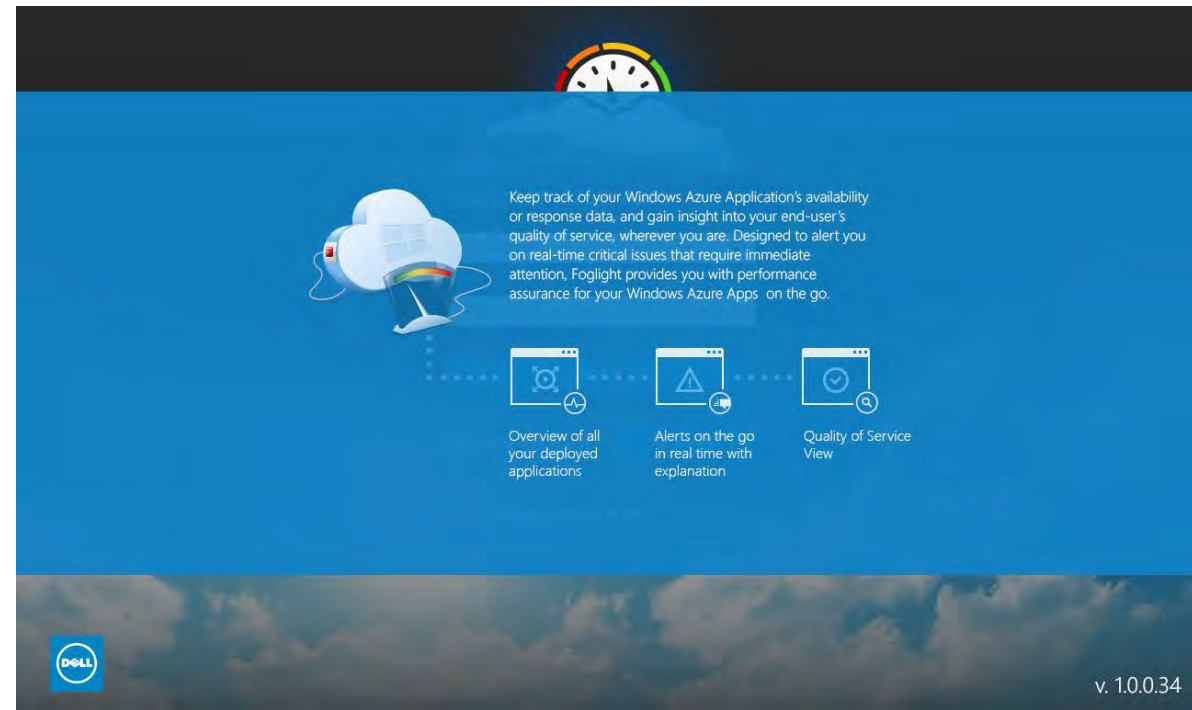 Keep track of your Windows Azure Application's availability
or response data, and gain insight into your end-user's
quality of service, wherever you are. Designed to alert you
on real-time critical issues that require immediate
attention, Foglight provides you with performance
assurance for your Windows Azure Apps on the go.
Overview of all
your deployed
applications
Alerts on the go
in real time with
explanation
Quality of Service
View
DELL
v. 1.0.0.34